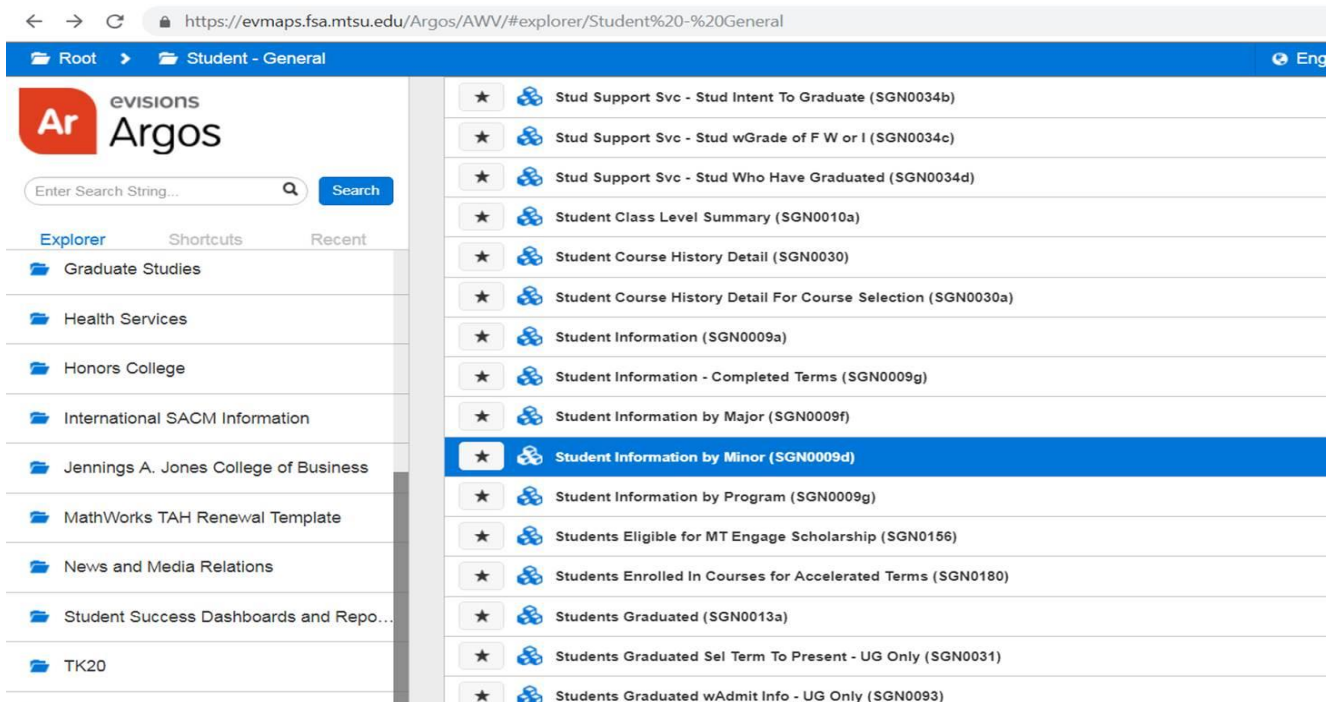 https://evmaps.fsa.mtsu.edu/Argos/AWV/#explorer/Student%20-%20General
Root
Student - General
Eng
Ar
evisions
Argos
Enter Search String...
Search
Explorer
Shortcuts
Recent
Graduate Studies
Health Services
Honors College
International SACM Information
Jennings A. Jones College of Business
MathWorks TAH Renewal Template
News and Media Relations
Student Success Dashboards and Repo...
TK20
Stud Support Svc - Stud Intent To Graduate (SGN0034b)
Stud Support Svc - Stud wGrade of F W or I (SGN0034c)
Stud Support Svc - Stud Who Have Graduated (SGN0034d)
Student Class Level Summary (SGN0010a)
Student Course History Detail (SGN0030)
Student Course History Detail For Course Selection (SGN0030a)
Student Information (SGN0009a)
Student Information - Completed Terms (SGN0009g)
Student Information by Major (SGN0009f)
Student Information by Minor (SGN0009d)
Student Information by Program (SGN0009g)
Students Eligible for MT Engage Scholarship (SGN0156)
Students Enrolled In Courses for Accelerated Terms (SGN0180)
Students Graduated (SGN0013a)
Students Graduated Sel Term To Present - UG Only (SGN0031)
Students Graduated wAdmit Info - UG Only (SGN0093)